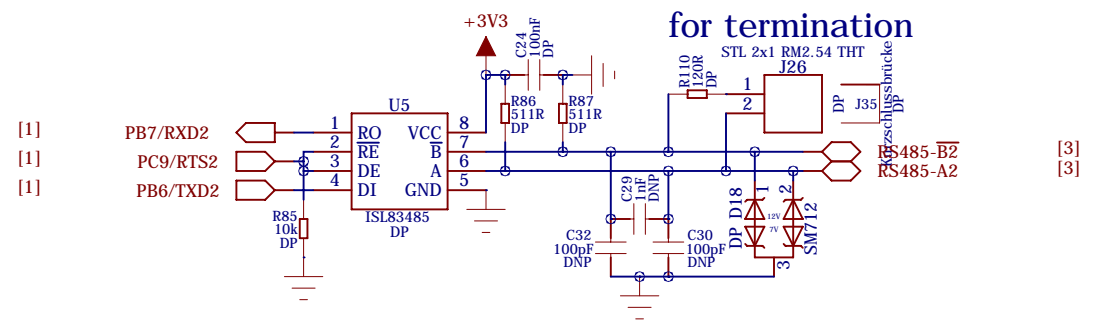 for termination
+3V3
C24
100nF
DP
STL 2x1 RM2.54 THT
J26
Kurzschlussbrücke
R110
120R
DP
1
2
DP
J35
DP
U5
R86
511R
DP
R87
511R
DP
[1]
PB7/RXD2
1
RO
VCC
8
[1]
PC9/RTS2
2
RE
B
7
RS485-B2
[3]
3
DE
A
6
RS485-A2
[3]
[1]
PB6/TXD2
4
DI
GND
5
ISL83485
DP
R85
10k
DP
C29
1nF
DNP
C32
100pF
DNP
C30
100pF
DNP
DP D18
1
2
12V
7V
SM712
3